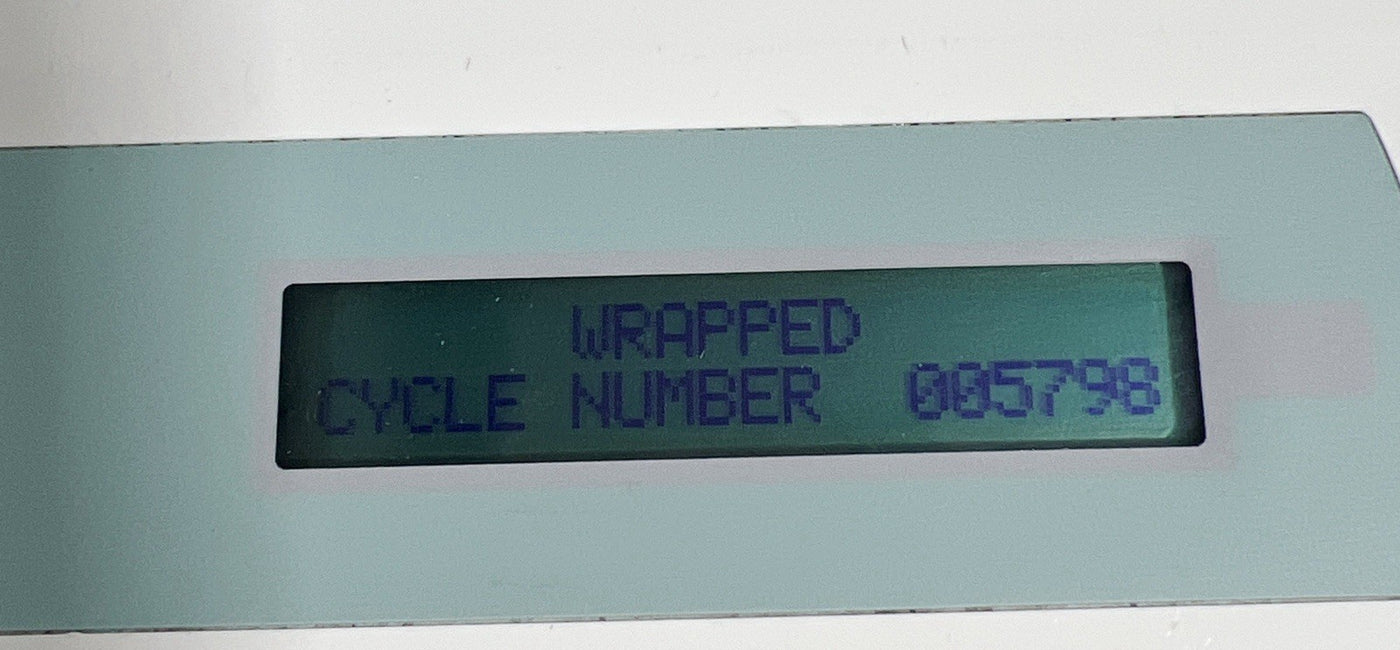 WRAPPED
CYCLE NUMBER 005798